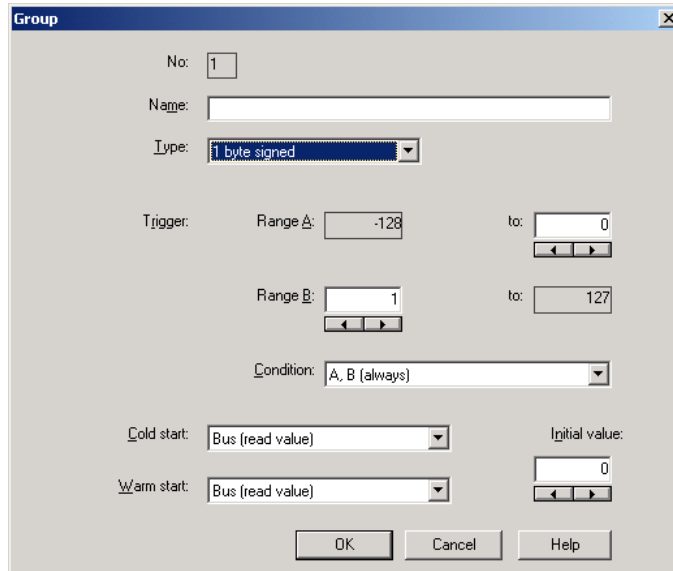 Group
No: 1
Name:
Type: 1 byte signed
Trigger: Range A: -128 to: 0
Range B: 1 to: 127
Condition: A, B (always)
Cold start: Bus (read value) Initial value:
0
Warm start: Bus (read value)
OK Cancel Help